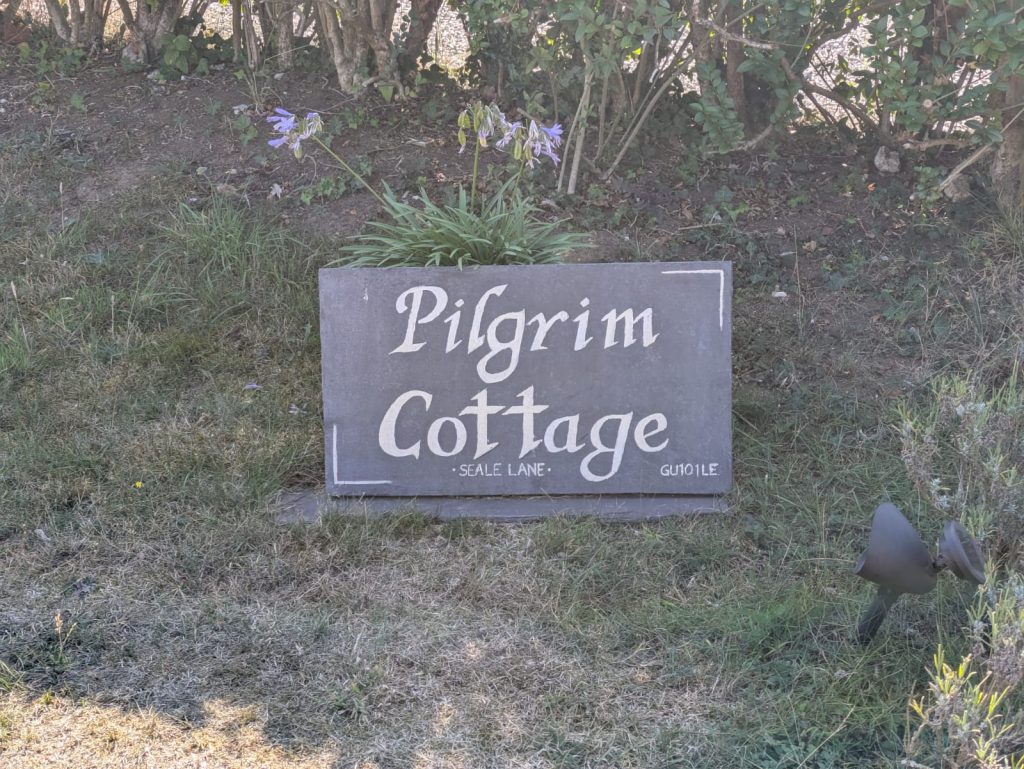 Pilgrim
Cottage
· SEALE LANE ·
GU101LE